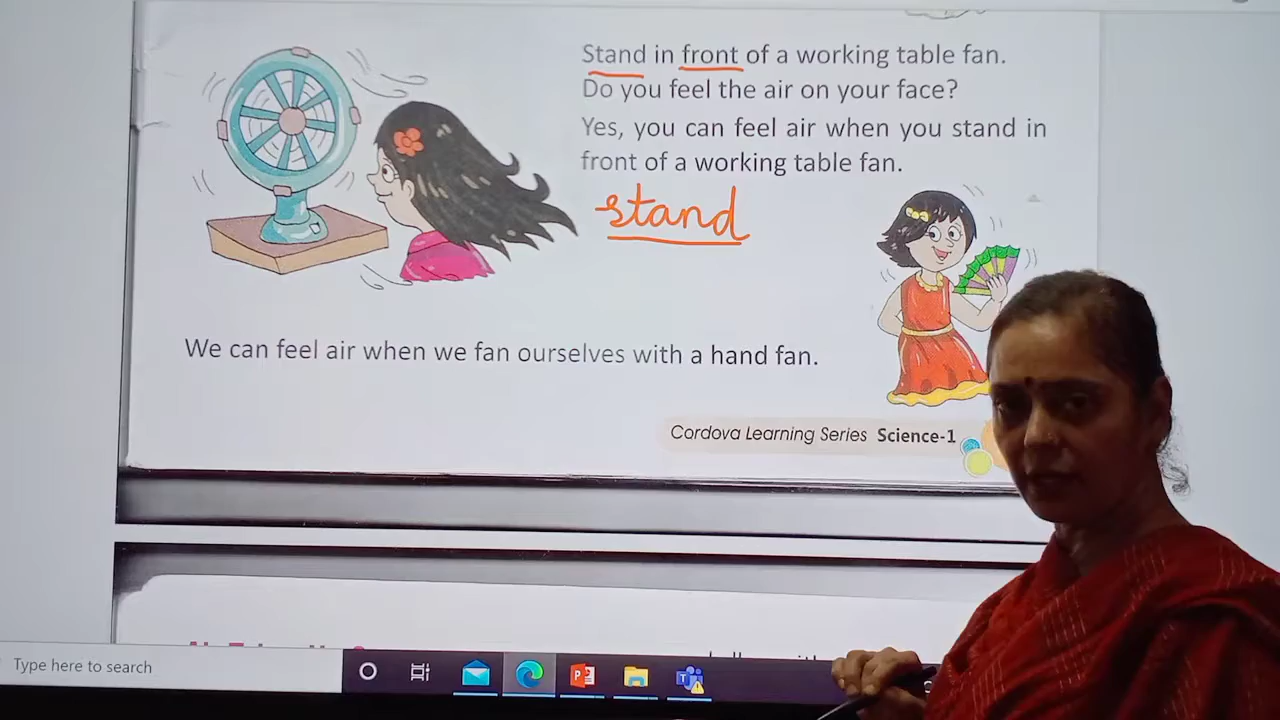 Stand in front of a working table fan.
Do you feel the air on your face?
Yes, you can feel air when you stand in
front of a working table fan.
stand
We can feel air when we fan ourselves with a hand fan.
Cordova Learning Series Science-1
Type here to search